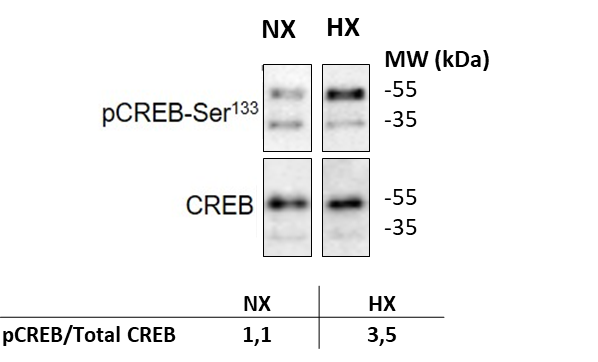 NX HX
MW (kDa)
pCREB-Ser¹³³
-55
-35
CREB
-55
-35
NX HX
pCREB/Total CREB 1,1 3,5